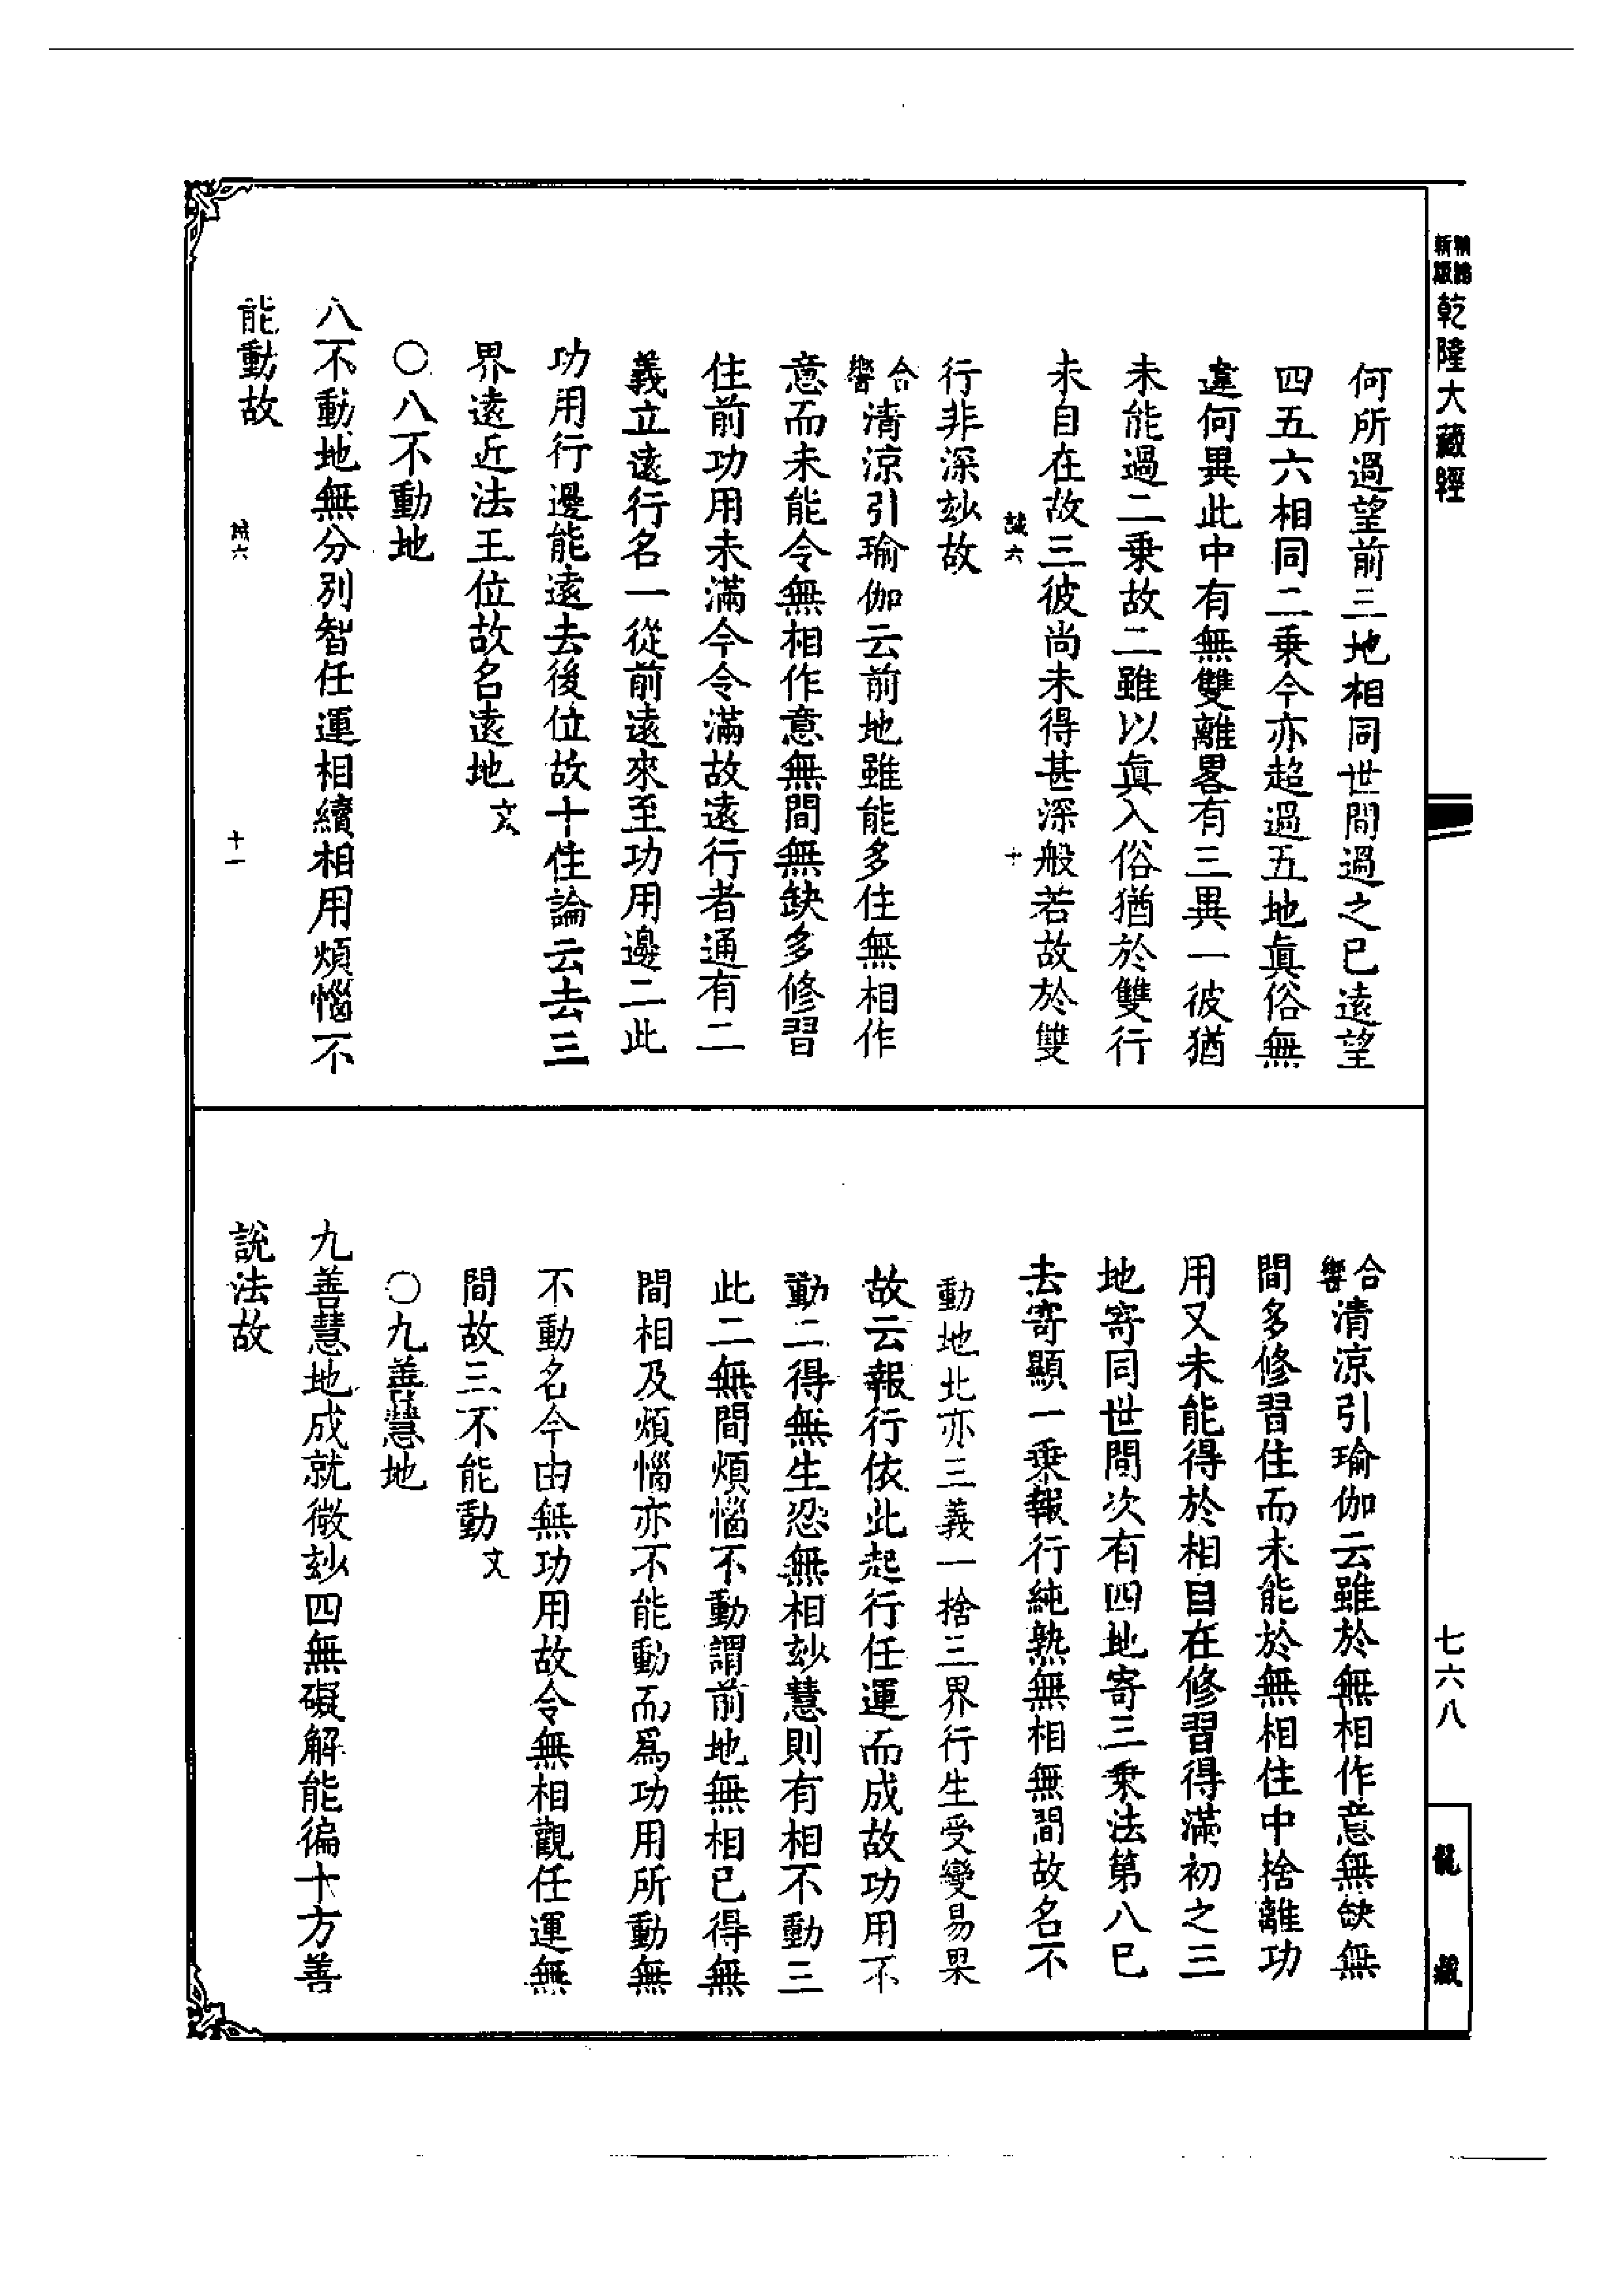 新版 精緻 乾隆大藏經
何所過望前三地相同世間過之已遠望
四五六相同二乗今亦超過五地眞俗無
違何異此中有無雙離畧有三異一彼猶
未能過二乗故二雖以眞入俗猶於雙行
未自在故三彼尚未得甚深般若故於雙
誠六 十
行非深玅故
合響清涼引瑜伽云前地雖能多住無相作
意而未能令無相作意無間無缺多修習
住前功用未滿今令滿故遠行者通有二
義立遠行名一從前遠來至功用邊二此
功用行邊能遠去後位故十住論云去三
界遠近法王位故名遠地文
〇八不動地
八不動地無分別智任運相續相用煩惱不
能動故
誠六 十一
合響清涼引瑜伽云雖於無相作意無缺無
間多修習住而未能於無相住中捨離功
用又未能得於相自在修習得滿初之三
地寄同世間次有四地寄三乗法第八已
去寄顯一乗報行純熟無相無間故名不
動地此亦三義一捨三界行生受變易果
故云報行依此起行任運而成故功用不
動二得無生忍無相玅慧則有相不動三
此二無間煩惱不動謂前地無相已得無
間相及煩惱亦不能動而爲功用所動無
不動名今由無功用故令無相觀任運無
間故三不能動文
〇九善慧地
九善慧地成就微玅四無礙解能徧十方善
說法故
七六八
龍藏